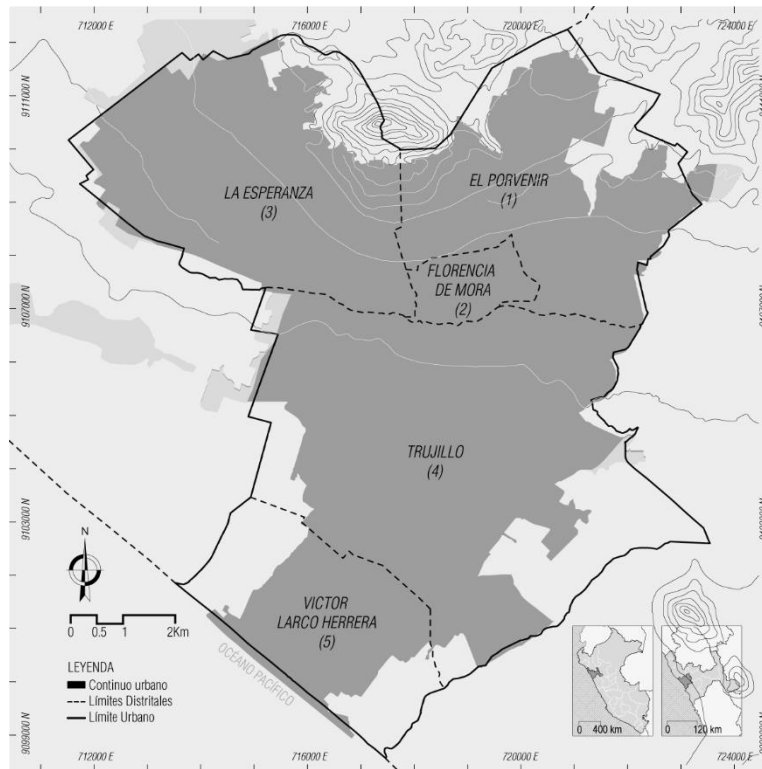 712000 E
716000 E
720000 E
724000 E
9111000 N
LA ESPERANZA
(3)
EL PORVENIR
(1)
FLORENCIA
DE MORA
(2)
9107000 N
TRUJILLO
(4)
9103000 N
N
VICTOR
LARCO HERRERA
(5)
0 0.5 1 2Km
OCÉANO PACÍFICO
LEYENDA
Continuo urbano
Límites Distritales
Límite Urbano
0 400 km
0 120 km
9099000 N
712000 E
716000 E
720000 E
724000 E